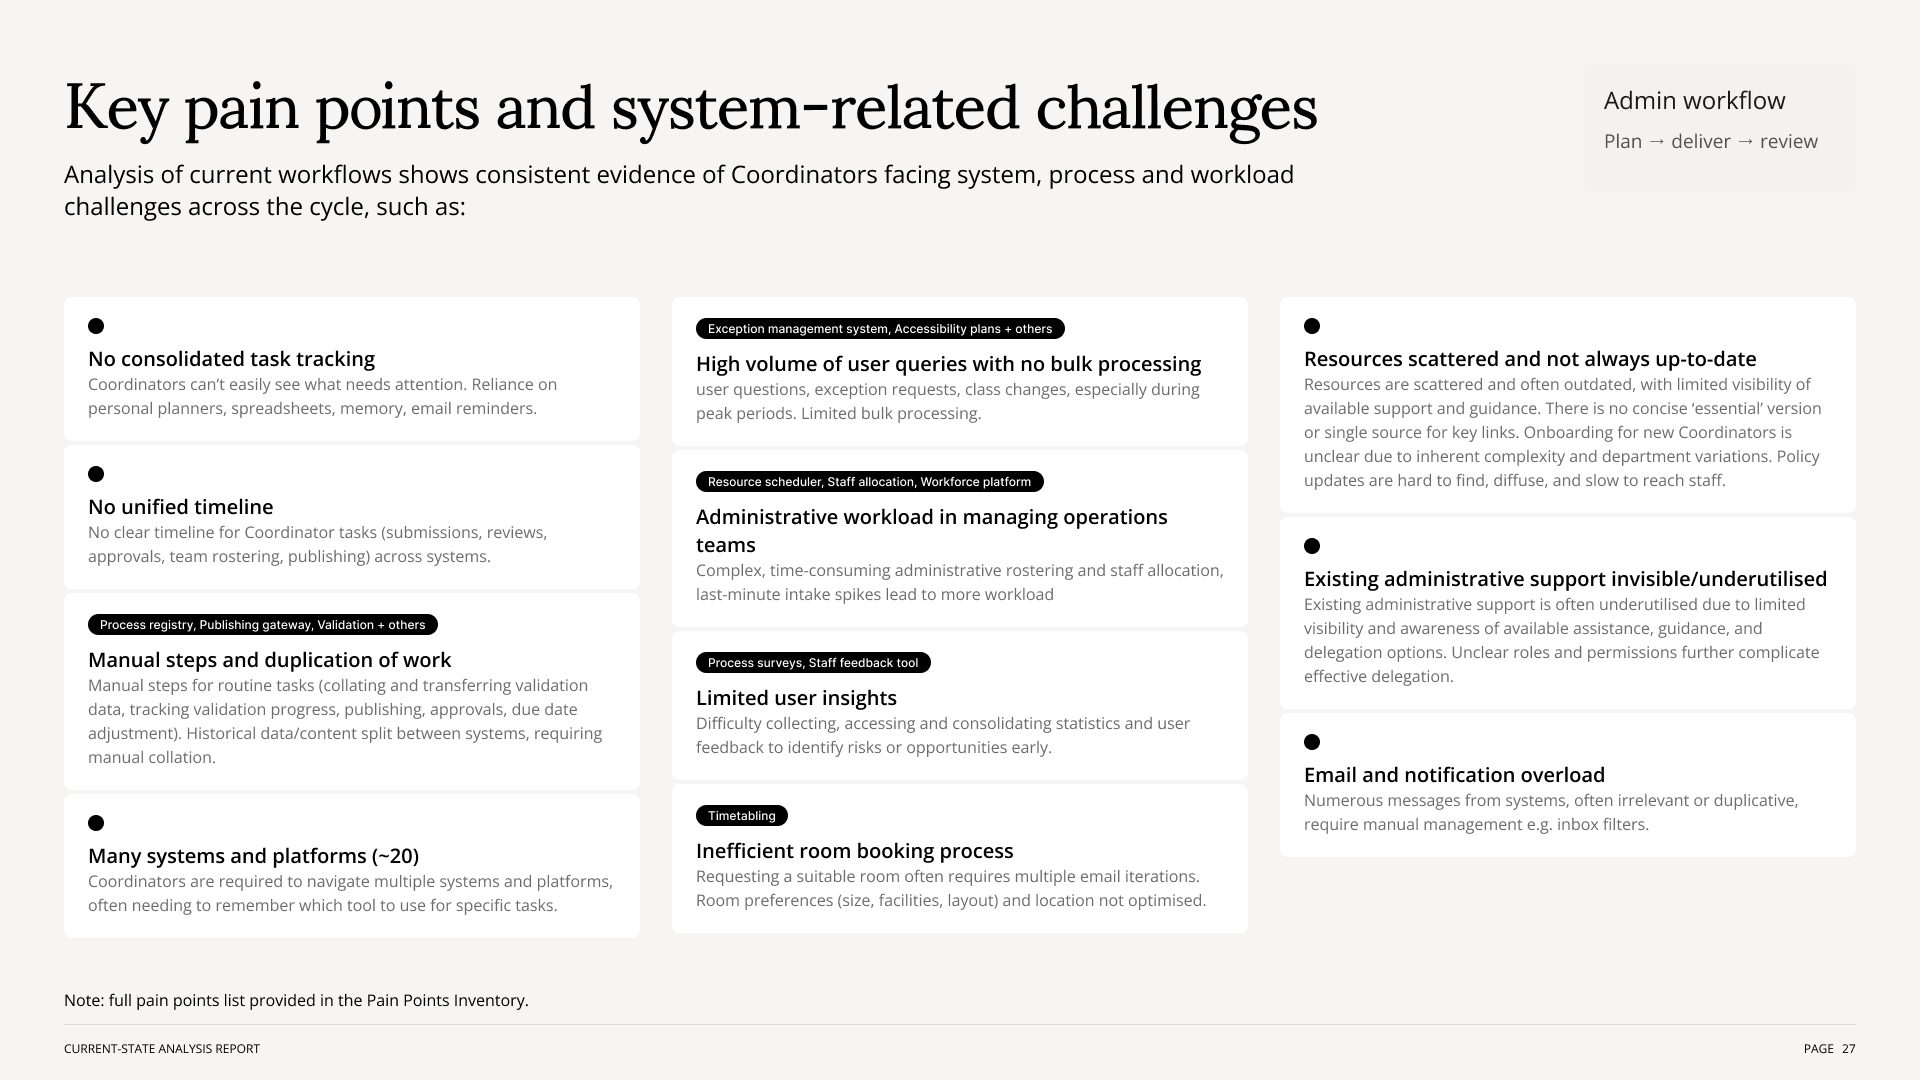 Key pain points and system-related challenges
Analysis of current workflows shows consistent evidence of Coordinators facing system, process and workload
challenges across the cycle, such as:
Admin workflow
Plan → deliver → review
No consolidated task tracking
Coordinators can’t easily see what needs attention. Reliance on
personal planners, spreadsheets, memory, email reminders.
No unified timeline
No clear timeline for Coordinator tasks (submissions, reviews,
approvals, team rostering, publishing) across systems.
Process registry, Publishing gateway, Validation + others
Manual steps and duplication of work
Manual steps for routine tasks (collating and transferring validation
data, tracking validation progress, publishing, approvals, due date
adjustment). Historical data/content split between systems, requiring
manual collation.
Many systems and platforms (~20)
Coordinators are required to navigate multiple systems and platforms,
often needing to remember which tool to use for specific tasks.
Exception management system, Accessibility plans + others
High volume of user queries with no bulk processing
user questions, exception requests, class changes, especially during
peak periods. Limited bulk processing.
Resource scheduler, Staff allocation, Workforce platform
Administrative workload in managing operations
teams
Complex, time-consuming administrative rostering and staff allocation,
last-minute intake spikes lead to more workload
Process surveys, Staff feedback tool
Limited user insights
Difficulty collecting, accessing and consolidating statistics and user
feedback to identify risks or opportunities early.
Timetabling
Inefficient room booking process
Requesting a suitable room often requires multiple email iterations.
Room preferences (size, facilities, layout) and location not optimised.
Resources scattered and not always up-to-date
Resources are scattered and often outdated, with limited visibility of
available support and guidance. There is no concise ‘essential’ version
or single source for key links. Onboarding for new Coordinators is
unclear due to inherent complexity and department variations. Policy
updates are hard to find, diffuse, and slow to reach staff.
Existing administrative support invisible/underutilised
Existing administrative support is often underutilised due to limited
visibility and awareness of available assistance, guidance, and
delegation options. Unclear roles and permissions further complicate
effective delegation.
Email and notification overload
Numerous messages from systems, often irrelevant or duplicative,
require manual management e.g. inbox filters.
Note: full pain points list provided in the Pain Points Inventory.
CURRENT-STATE ANALYSIS REPORT
PAGE 27